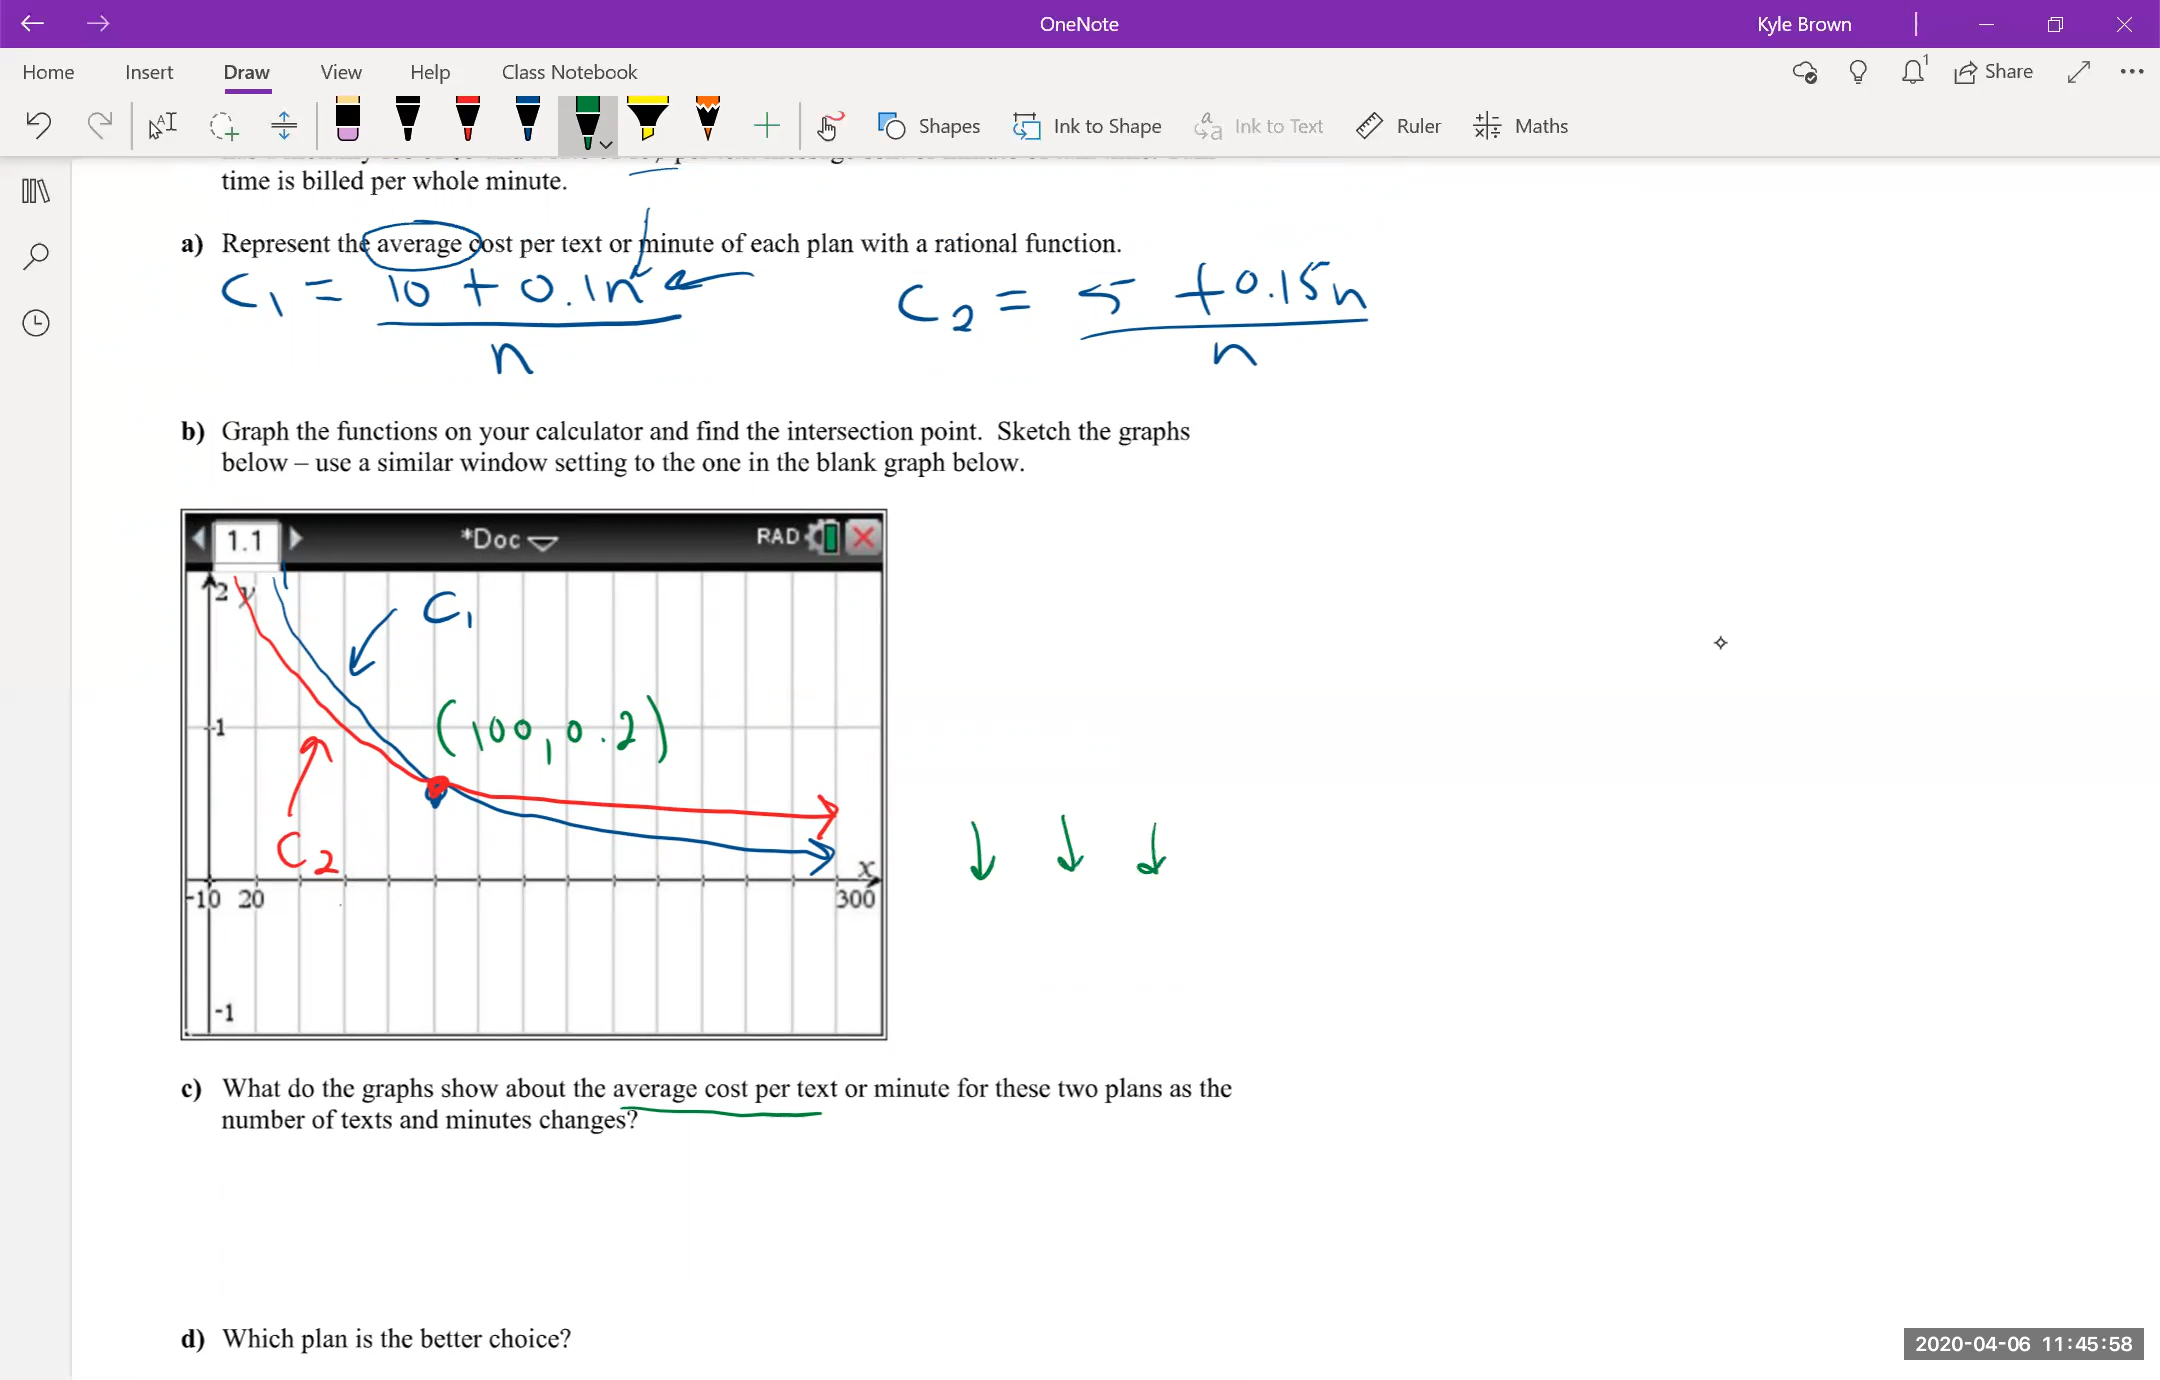 OneNote
Kyle Brown
Home Insert Draw View Help Class Notebook
1 Share
Shapes Ink to Shape Ink to Text Ruler Maths
time is billed per whole minute.
a) Represent the average cost per text or minute of each plan with a rational function.
C₁ = 10 + 0.1n
n
C₂ = 5 + 0.15n
n
b) Graph the functions on your calculator and find the intersection point. Sketch the graphs
below – use a similar window setting to the one in the blank graph below.
1.1 *Doc RAD
2 y
C₁
1
(100, 0.2)
C₂
x
-10 20 300
-1
c) What do the graphs show about the average cost per text or minute for these two plans as the
number of texts and minutes changes?
d) Which plan is the better choice?
2020-04-06 11:45:58